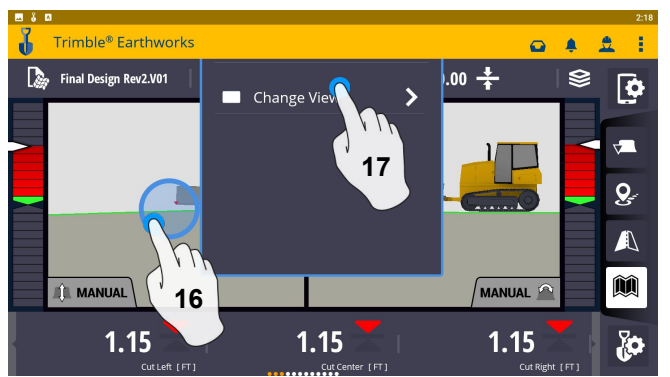 2:18
Trimble® Earthworks
Final Design Rev2.V01
.00
Change View
17
16
MANUAL
MANUAL
1.15
1.15
1.15
Cut Left [ FT ]
Cut Center [ FT ]
Cut Right [ FT ]